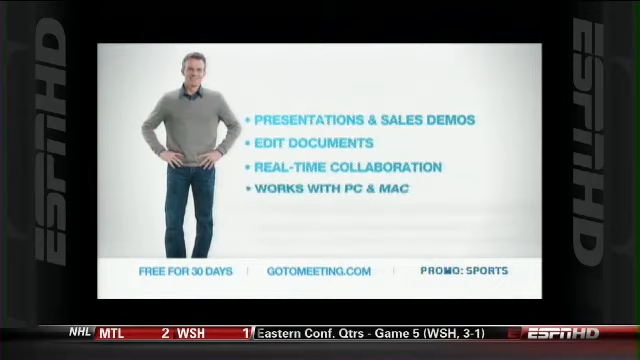 ESPNHD
ESPNHD
• PRESENTATIONS & SALES DEMOS
• EDIT DOCUMENTS
• REAL-TIME COLLABORATION
• WORKS WITH PC & MAC
FREE FOR 30 DAYS | GOTOMEETING.COM | PROMO: SPORTS
NHL MTL 2 WSH 1 Eastern Conf. Qtrs - Game 5 (WSH, 3-1) ESPNHD